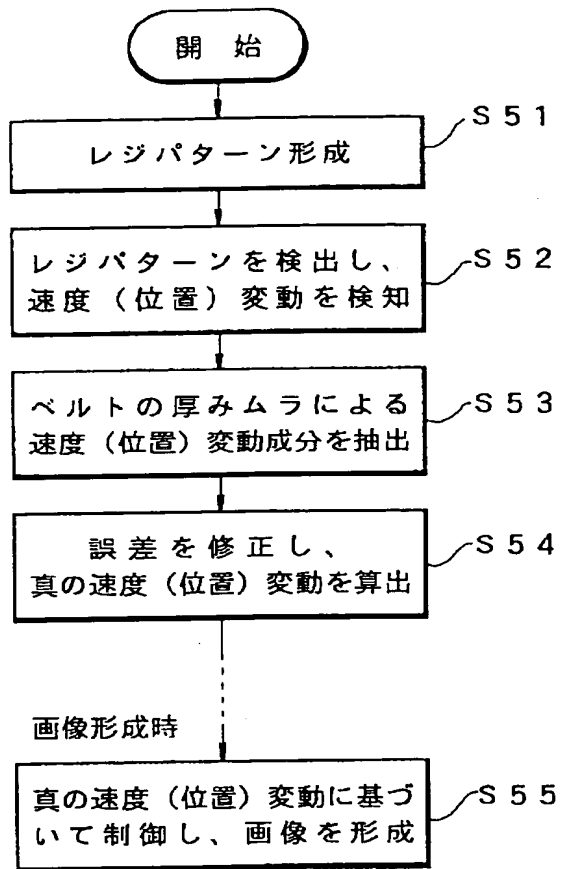 開 始
レジパターン形成
S51
レジパターンを検出し、
速度（位置）変動を検知
S52
ベルトの厚みムラによる
速度（位置）変動成分を抽出
S53
誤差を修正し、
真の速度（位置）変動を算出
S54
画像形成時
真の速度（位置）変動に基づ
いて制御し、画像を形成
S55